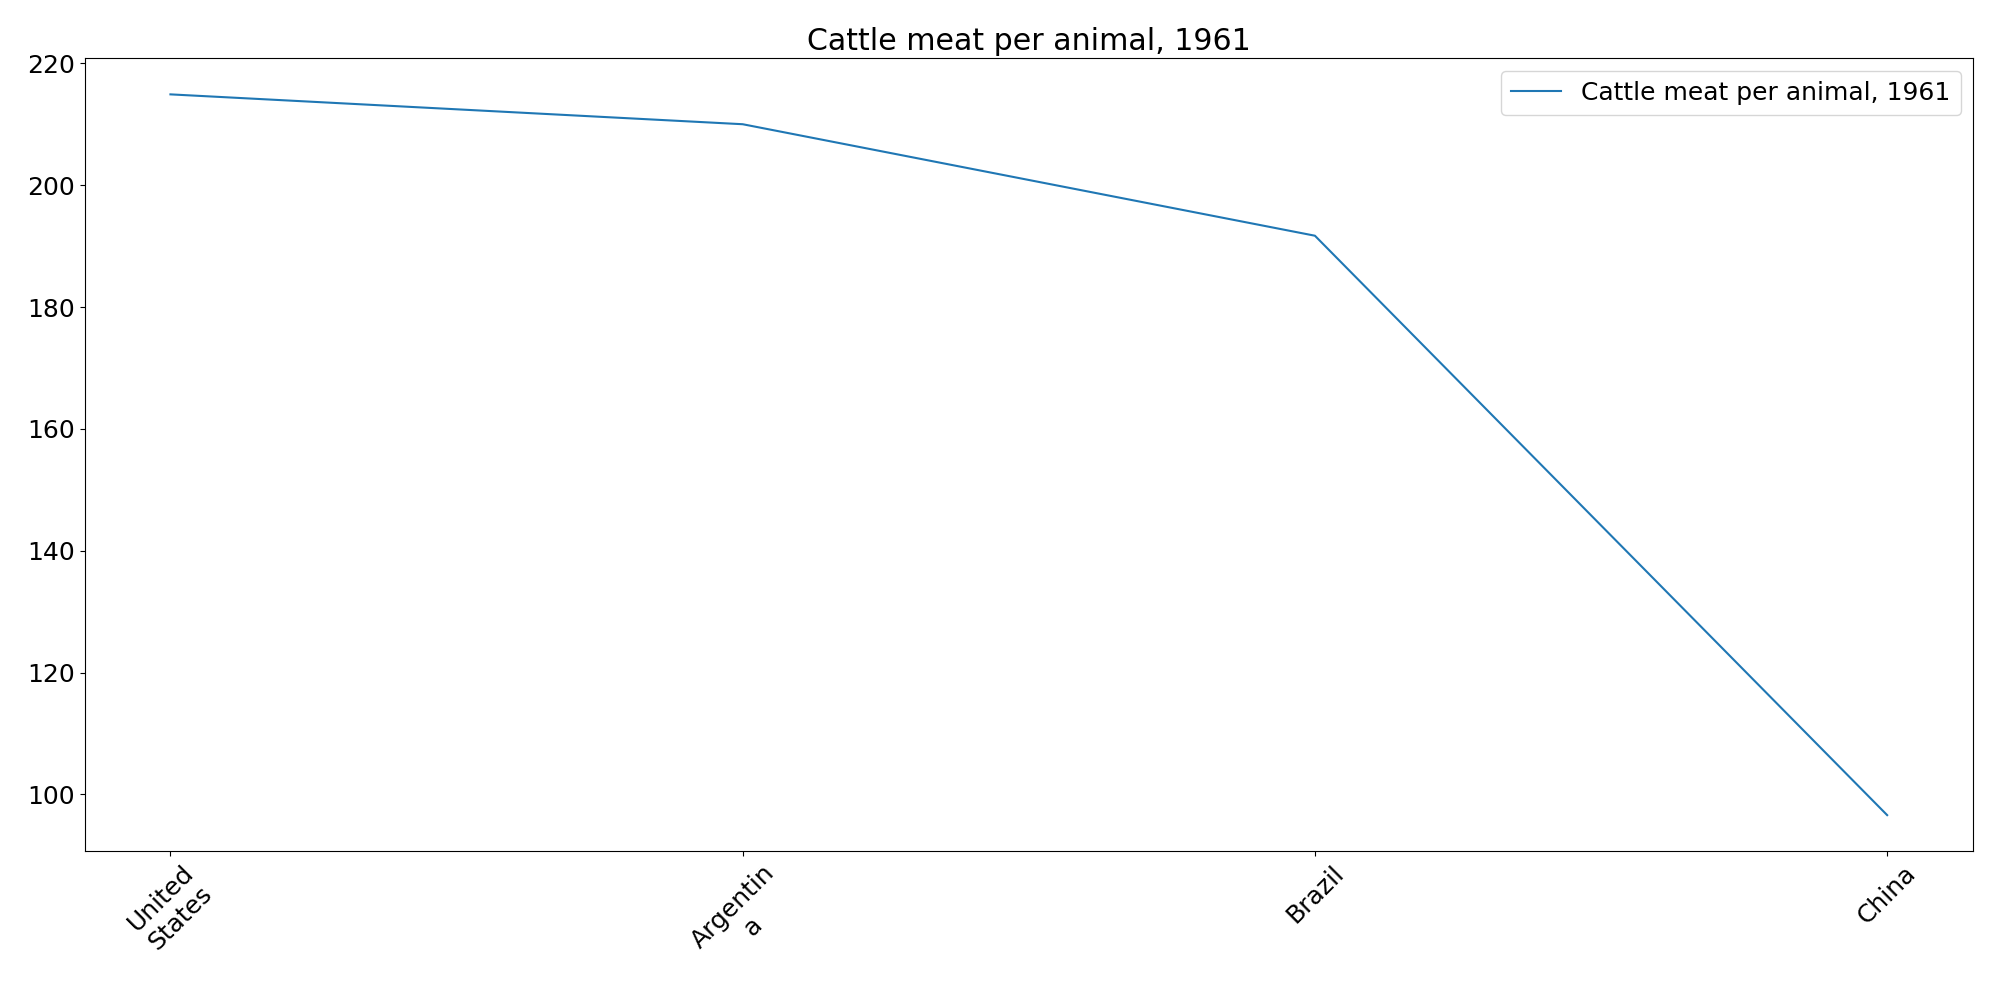 Cattle meat per animal, 1961
Cattle meat per animal, 1961
220
200
180
160
140
120
100
United
States
Argentin
a
Brazil
China